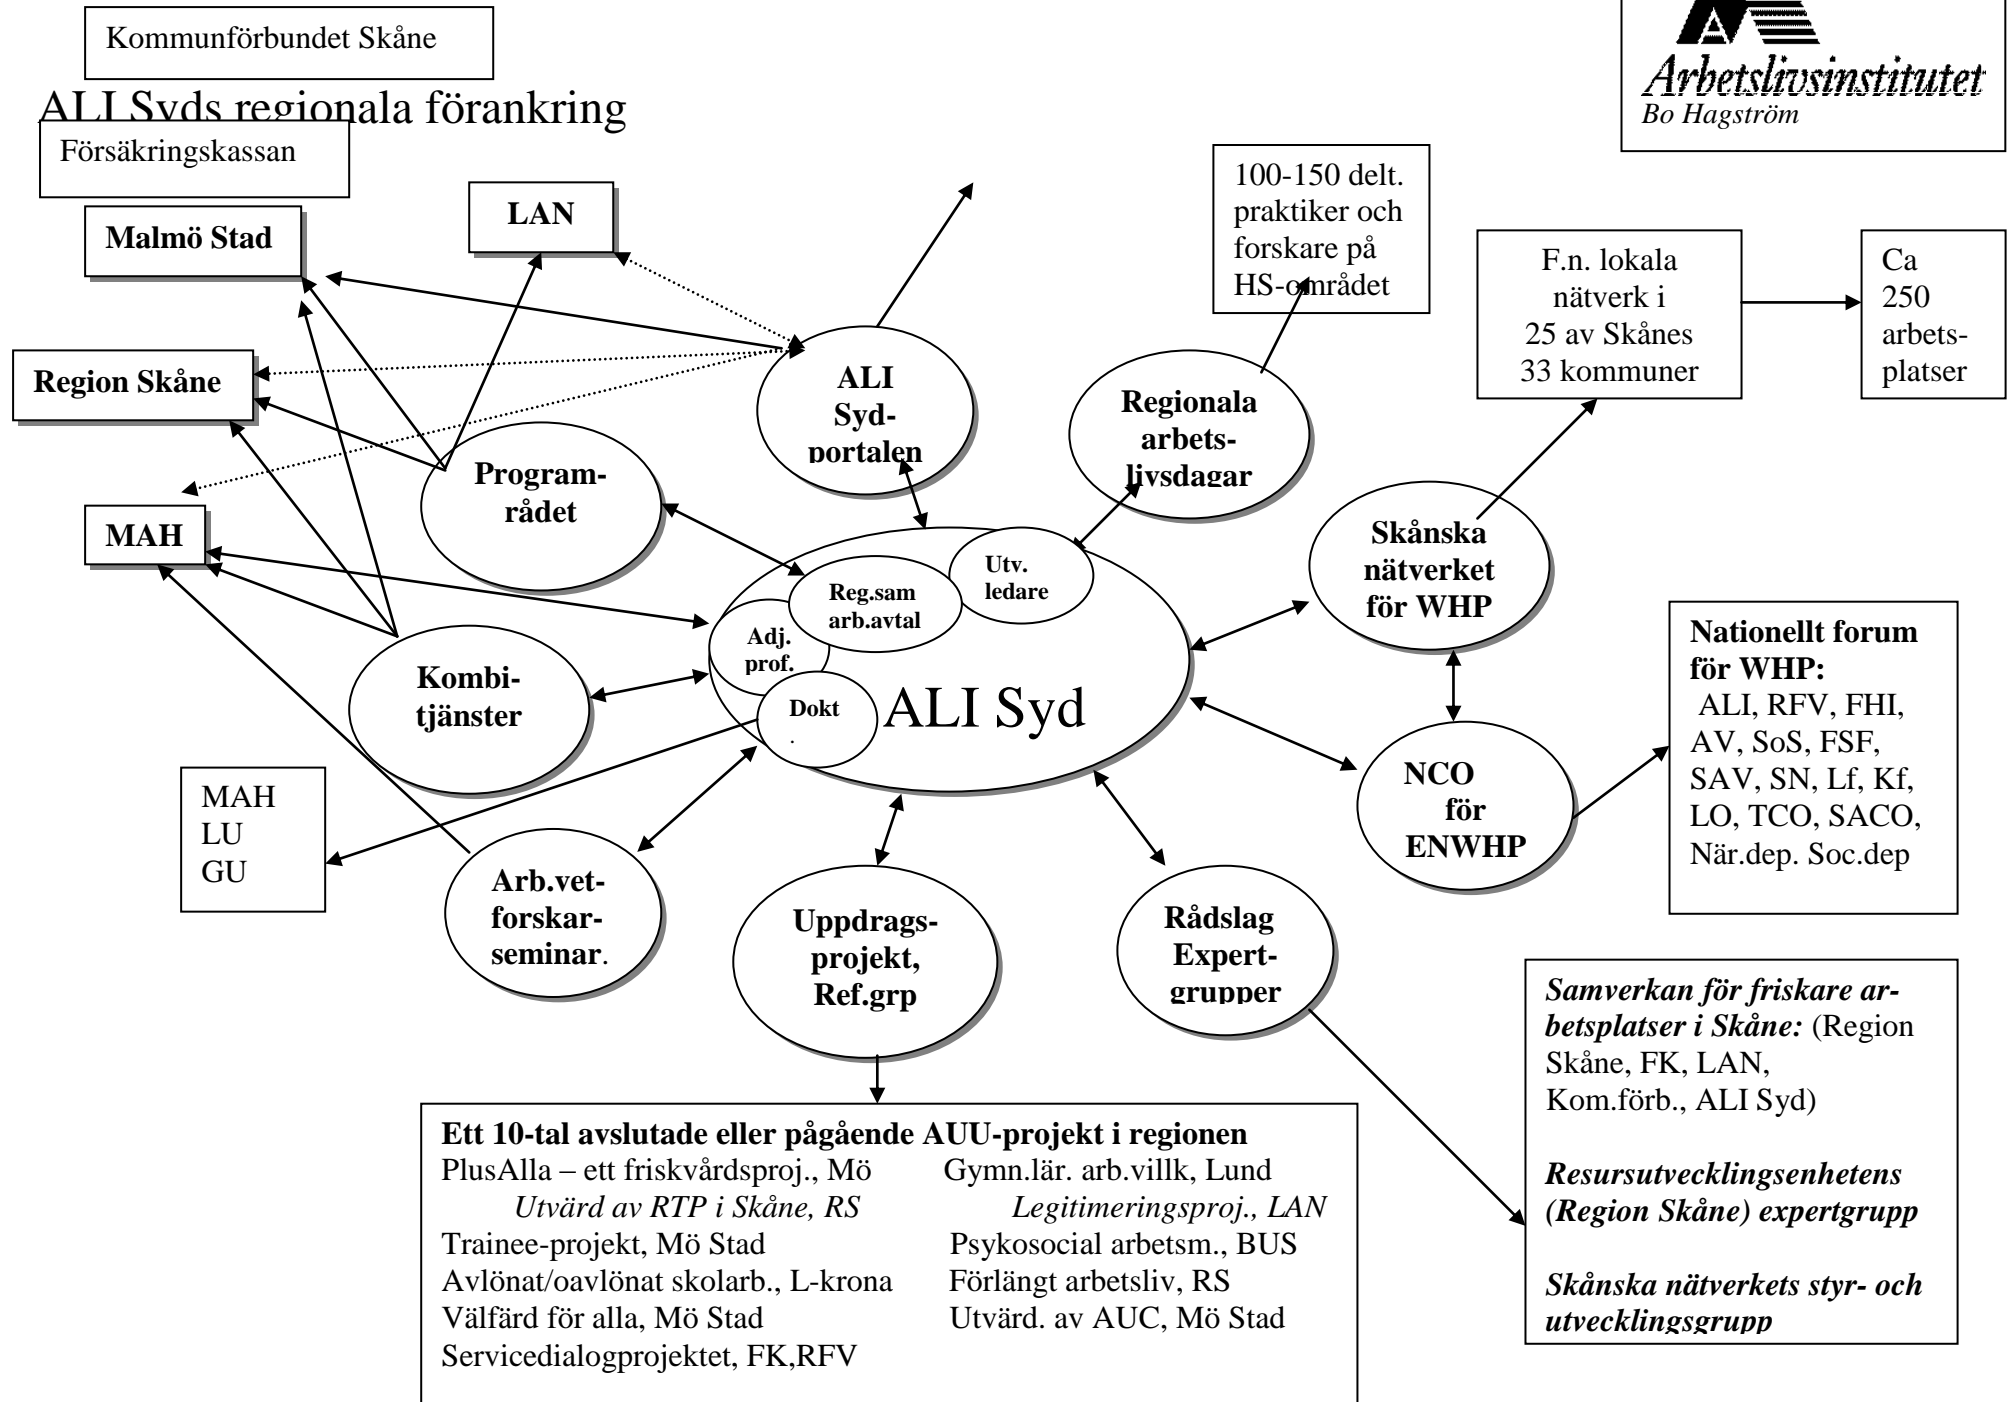 Kommunförbundet Skåne
ALI Syds regionala förankring
Försäkringskassan
Arbetslivsinstitutet
Bo Hagström
Malmö Stad
LAN
100-150 delt.
praktiker och
forskare på
HS-området
F.n. lokala
nätverk i
25 av Skånes
33 kommuner
Ca
250
arbets-
platser
Region Skåne
ALI
Syd-
portalen
Regionala
arbets-
livsdagar
Program-
rådet
MAH
Skånska
nätverket
för WHP
Utv.
ledare
Reg.sam
arb.avtal
Adj.
prof.
Dokt
.
ALI Syd
Kombi-
tjänster
Nationellt forum
för WHP:
ALI, RFV, FHI,
AV, SoS, FSF,
SAV, SN, Lf, Kf,
LO, TCO, SACO,
När.dep. Soc.dep
NCO
för
ENWHP
MAH
LU
GU
Arb.vet-
forskar-
seminar.
Uppdrags-
projekt,
Ref.grp
Rådslag
Expert-
grupper
Samverkan för friskare ar-
betsplatser i Skåne: (Region
Skåne, FK, LAN,
Kom.förb., ALI Syd)
Resursutvecklingsenhetens
(Region Skåne) expertgrupp
Skånska nätverkets styr- och
utvecklingsgrupp
Ett 10-tal avslutade eller pågående AUU-projekt i regionen
PlusAlla – ett friskvårdsproj., Mö Gymn.lär. arb.villk, Lund
Utvärd av RTP i Skåne, RS Legitimeringsproj., LAN
Trainee-projekt, Mö Stad Psykosocial arbetsm., BUS
Avlönat/oavlönat skolarb., L-krona Förlängt arbetsliv, RS
Välfärd för alla, Mö Stad Utvärd. av AUC, Mö Stad
Servicedialogprojektet, FK,RFV